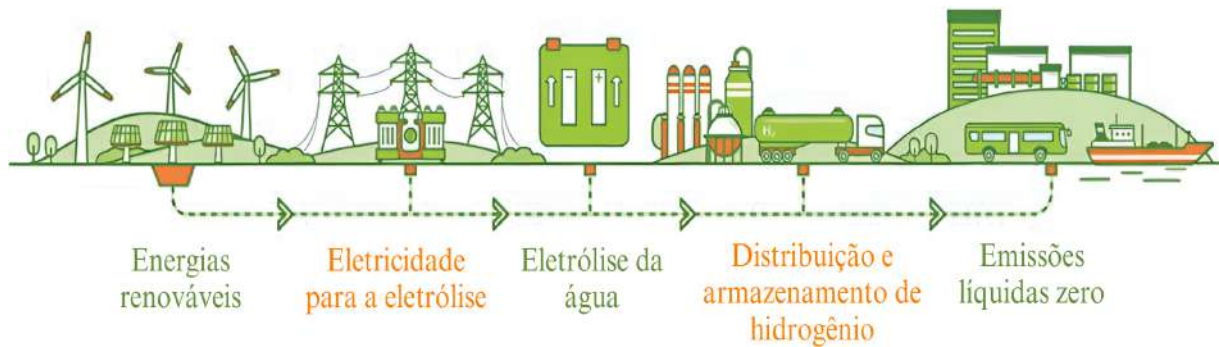 H₂
Energias
renováveis
Eletricidade
para a eletrólise
Eletrólise da
água
Distribuição e
armazenamento de
hidrogênio
Emissões
líquidas zero